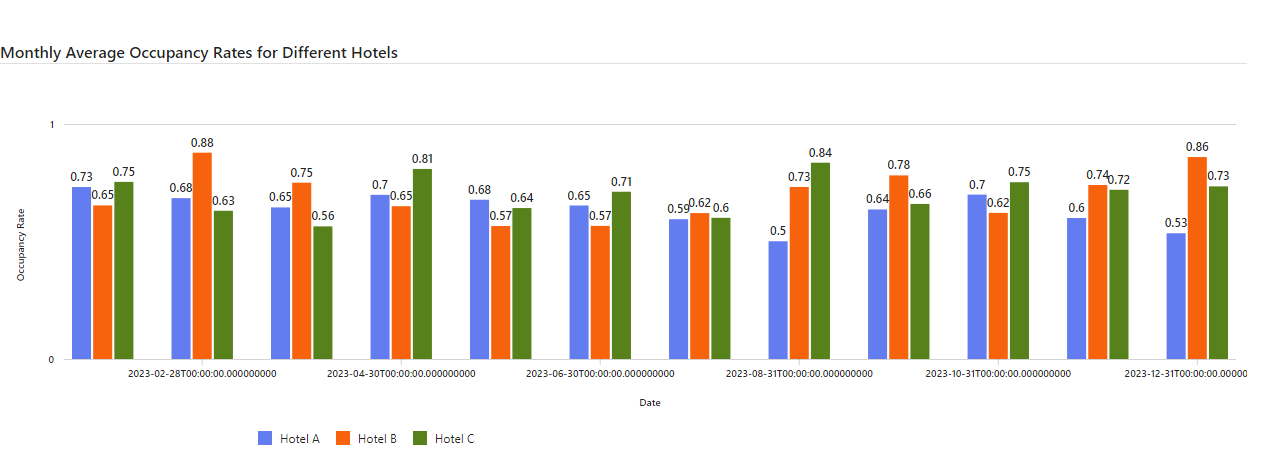 Monthly Average Occupancy Rates for Different Hotels
1
0.73 0.65 0.75 0.68 0.88 0.63 0.65 0.75 0.56 0.7 0.65 0.81 0.68 0.57 0.64 0.65 0.57 0.71 0.59 0.62 0.6 0.5 0.73 0.84 0.64 0.78 0.66 0.7 0.62 0.75 0.6 0.74 0.72 0.53 0.86 0.73
Occupancy Rate
0
2023-02-28T00:00:00.000000000 2023-04-30T00:00:00.000000000 2023-06-30T00:00:00.000000000 2023-08-31T00:00:00.000000000 2023-10-31T00:00:00.000000000 2023-12-31T00:00:00.00000
Date
Hotel A Hotel B Hotel C